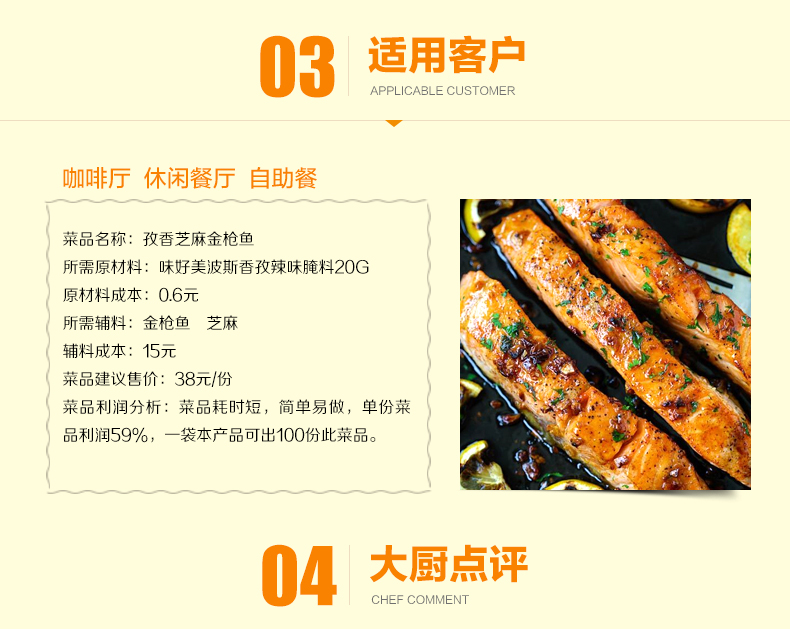 03
适用客户
APPLICABLE CUSTOMER
咖啡厅 休闲餐厅 自助餐
菜品名称：孜香芝麻金枪鱼
所需原材料：味好美波斯香孜辣味腌料20G
原材料成本：0.6元
所需辅料：金枪鱼 芝麻
辅料成本：15元
菜品建议售价：38元/份
菜品利润分析：菜品耗时短，简单易做，单份菜
品利润59%，一袋本产品可出100份此菜品。
04
大厨点评
CHEF COMMENT